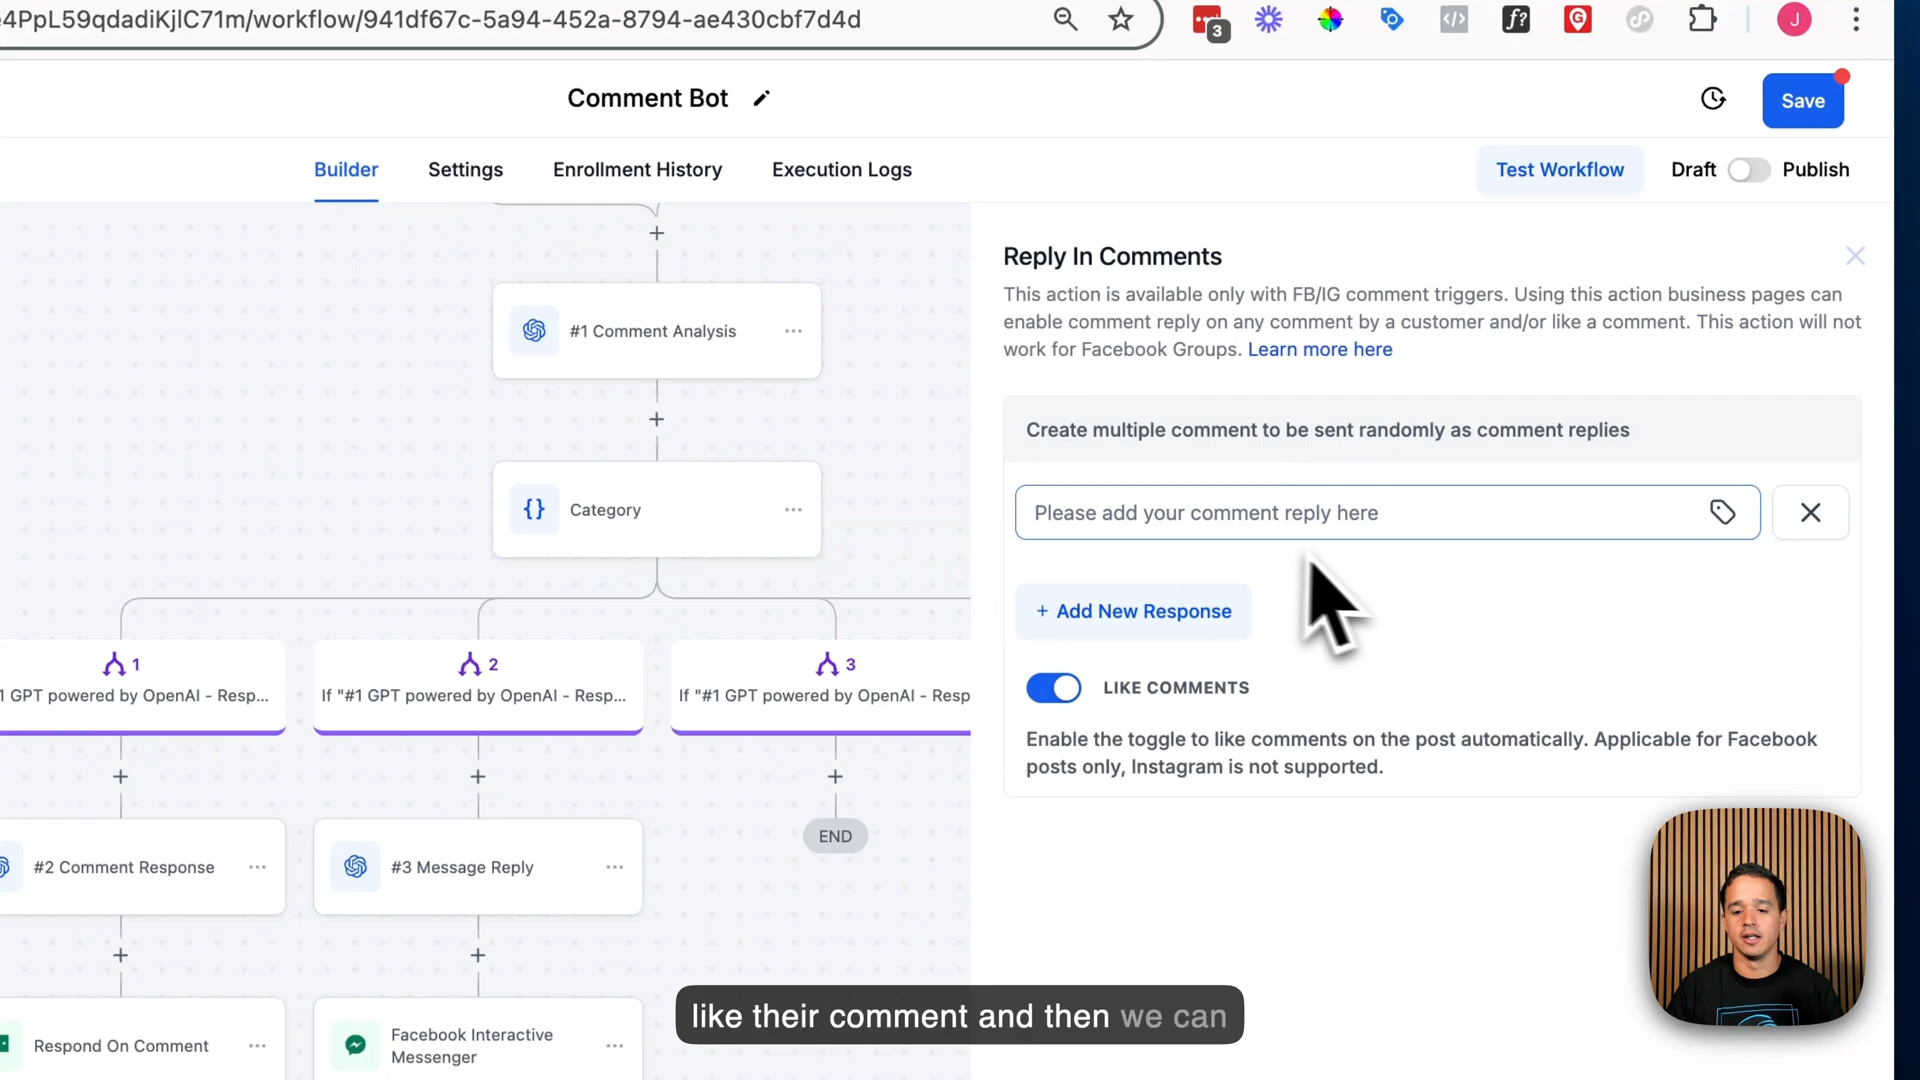 4PpL59qdadiKjlC71m/workflow/941df67c-5a94-452a-8794-ae430cbf7d4d
3
f?
G
J
Comment Bot
Save
Builder
Settings
Enrollment History
Execution Logs
Test Workflow
Draft
Publish
Reply In Comments
This action is available only with FB/IG comment triggers. Using this action business pages can
enable comment reply on any comment by a customer and/or like a comment. This action will not
work for Facebook Groups. Learn more here
#1 Comment Analysis
Create multiple comment to be sent randomly as comment replies
Category
Please add your comment reply here
+ Add New Response
1
1 GPT powered by OpenAI - Resp...
2
If "#1 GPT powered by OpenAI - Resp...
3
If "#1 GPT powered by OpenAI - Resp
LIKE COMMENTS
Enable the toggle to like comments on the post automatically. Applicable for Facebook
posts only, Instagram is not supported.
END
#2 Comment Response
#3 Message Reply
Respond On Comment
Facebook Interactive
Messenger
like their comment and then we can